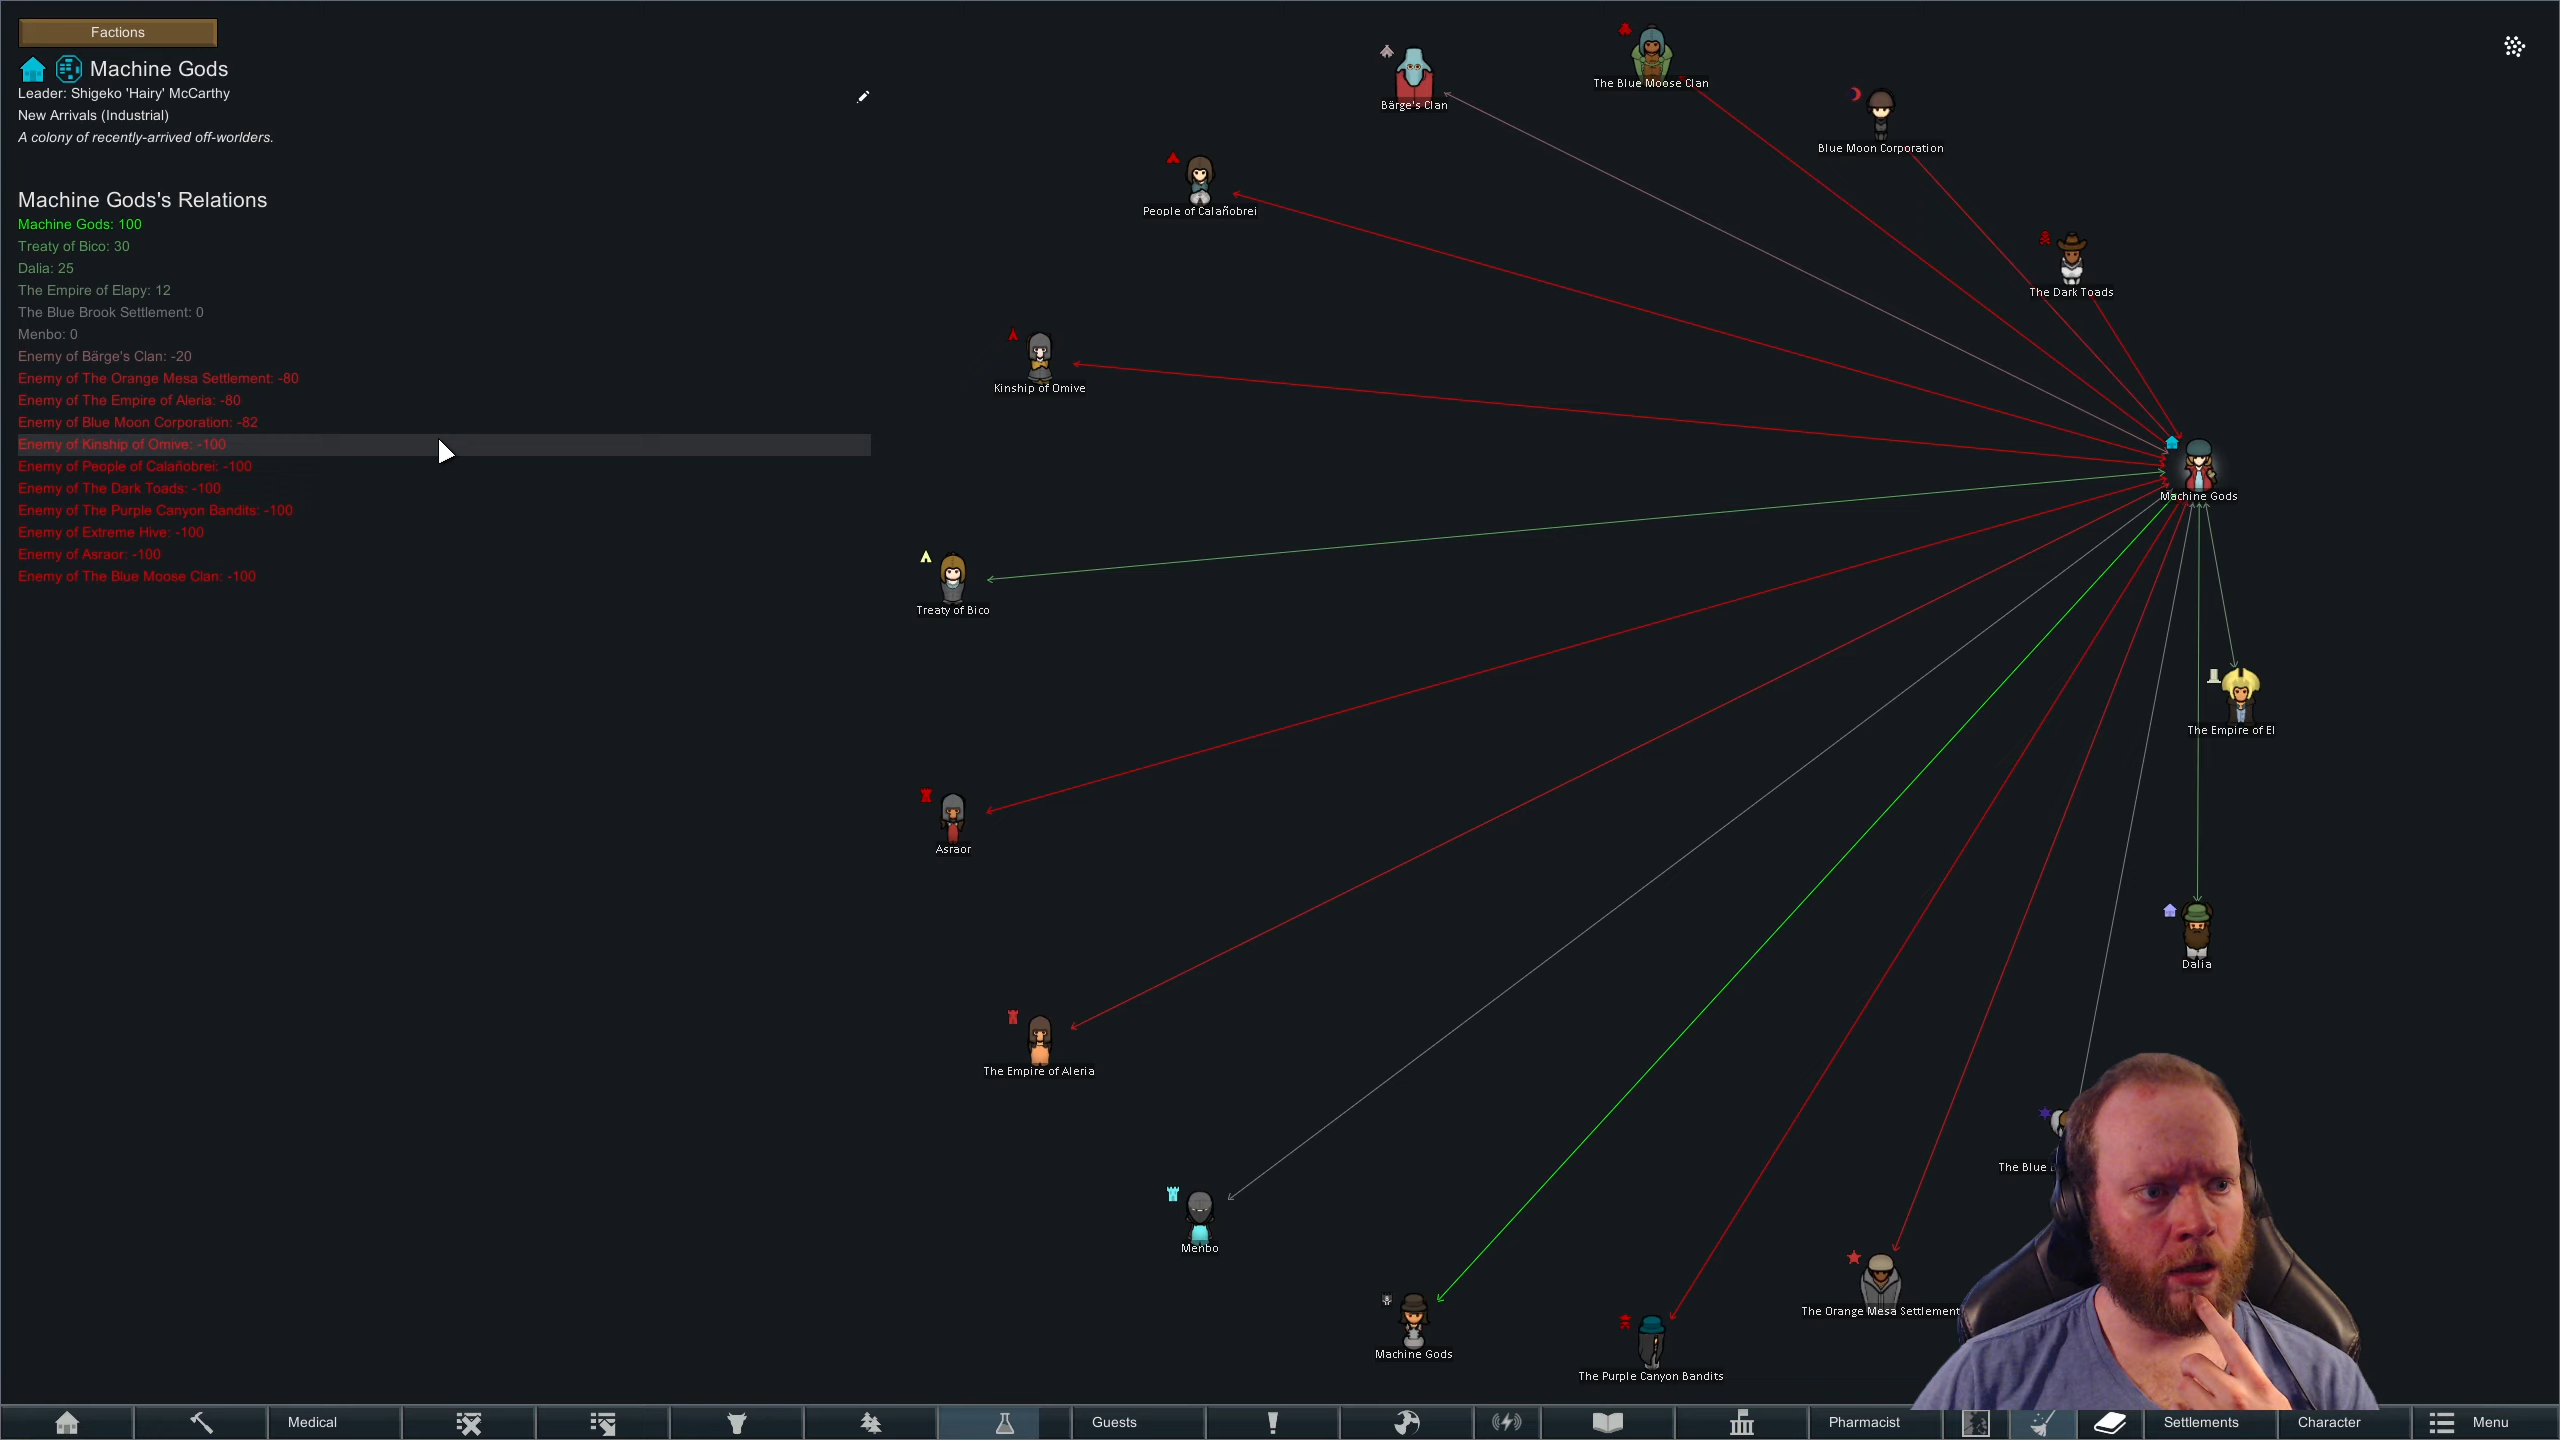 Factions
Machine Gods
Leader: Shigeko 'Hairy' McCarthy
New Arrivals (Industrial)
A colony of recently-arrived off-worlders.
Machine Gods's Relations
Machine Gods: 100
Treaty of Bico: 30
Dalia: 25
The Empire of Elapy: 12
The Blue Brook Settlement: 0
Menbo: 0
Enemy of Bärge's Clan: -20
Enemy of The Orange Mesa Settlement: -80
Enemy of The Empire of Aleria: -80
Enemy of Blue Moon Corporation: -82
Enemy of Kinship of Omive: -100
Enemy of People of Calañobrei: -100
Enemy of The Dark Toads: -100
Enemy of The Purple Canyon Bandits: -100
Enemy of Extreme Hive: -100
Enemy of Asraor: -100
Enemy of The Blue Moose Clan: -100
The Blue Moose Clan
Bärge's Clan
Blue Moon Corporation
People of Calañobrei
The Dark Toads
Kinship of Omive
Machine Gods
Treaty of Bico
The Empire of El
Asraor
Dalia
The Empire of Aleria
The Blue
Menbo
The Orange Mesa Settlement
Machine Gods
The Purple Canyon Bandits
Medical
Guests
Pharmacist
Settlements
Character
Menu